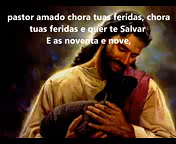 pastor amado chora tuas feridas, chora
tuas feridas e quer te Salvar
E as noventa e nove,